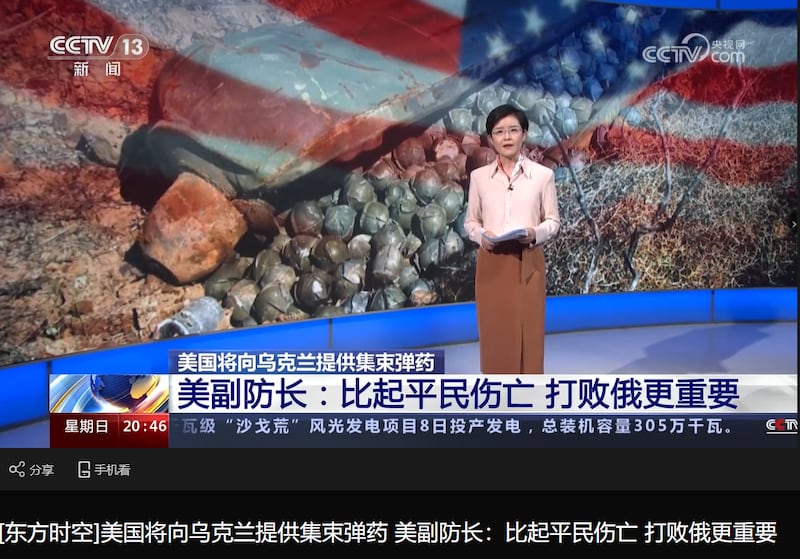 CCTV 13
新闻
CCTV 央视网
com
美国将向乌克兰提供集束弹药
美副防长：比起平民伤亡 打败俄更重要
星期日 20:46 千瓦级“沙戈荒”风光发电项目8日投产发电，总装机容量305万千瓦。 CCTV
分享 手机看
[东方时空]美国将向乌克兰提供集束弹药 美副防长：比起平民伤亡 打败俄更重要